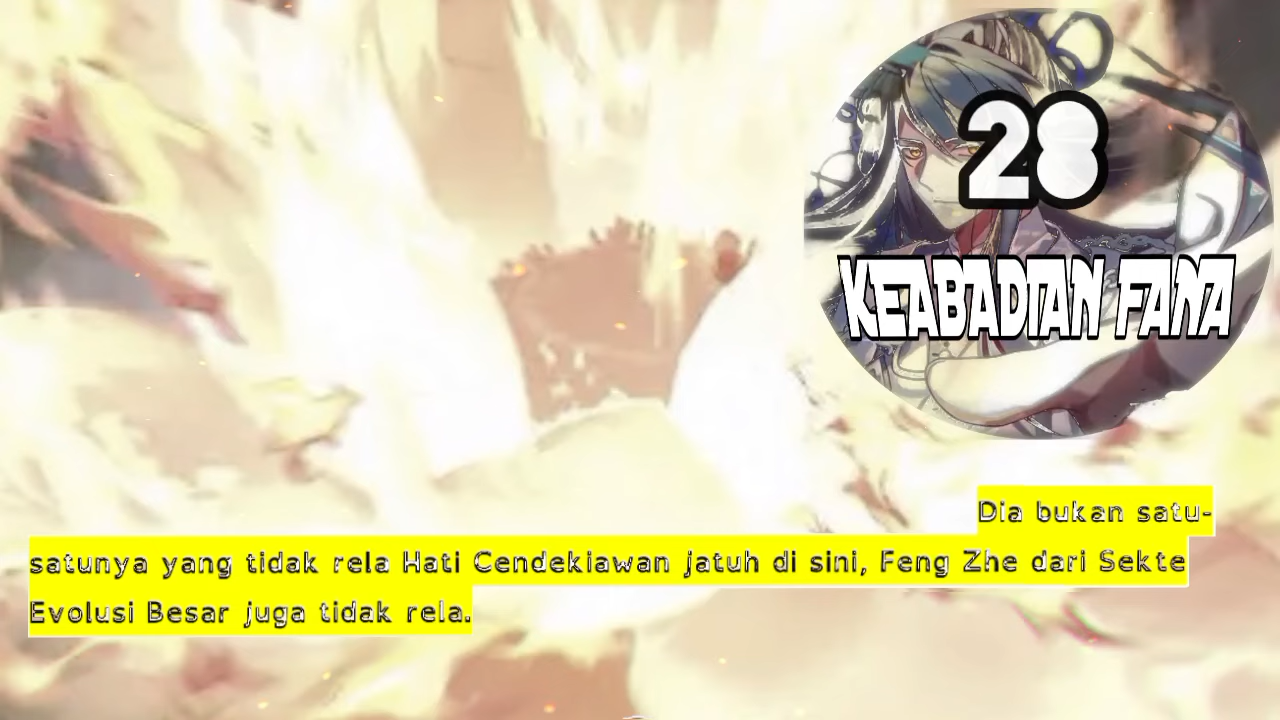 28
KEABADIAN FANA
Dia bukan satu-
satunya yang tidak rela Hati Cendekiawan jatuh di sini, Feng Zhe dari Sekte
Evolusi Besar juga tidak rela.